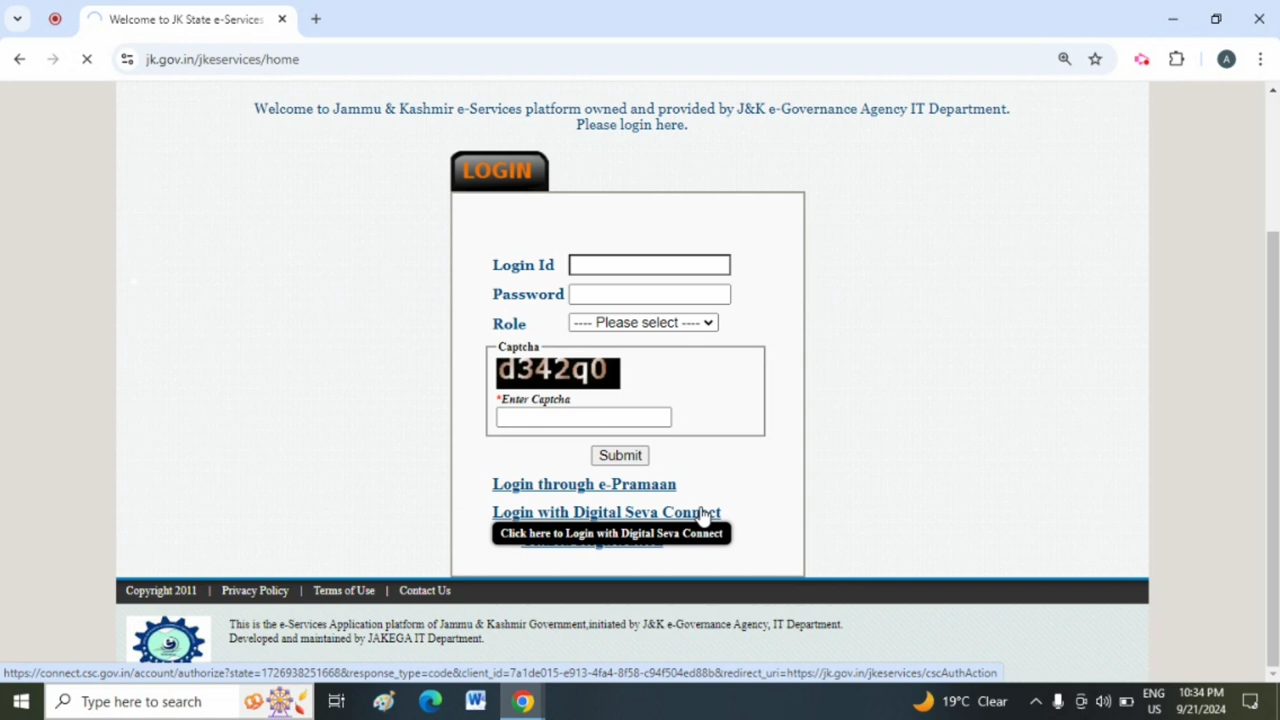 Welcome to JK State e-Services
jk.gov.in/jkeservices/home
A
Welcome to Jammu & Kashmir e-Services platform owned and provided by J&K e-Governance Agency IT Department.
Please login here.
LOGIN
Login Id
Password
Role
---- Please select ----
Captcha
d342q0
*Enter Captcha
Submit
Login through e-Pramaan
Login with Digital Seva Connect
Click here to Login with Digital Seva Connect
Copyright 2011 | Privacy Policy | Terms of Use | Contact Us
This is the e-Services Application platform of Jammu & Kashmir Government,initiated by J&K e-Governance Agency, IT Department.
Developed and maintained by JAKEGA IT Department.
https://connect.csc.gov.in/account/authorize?state=1726938251668&response_type=code&client_id=7a1de015-e913-4fa4-8f58-c94f504ed88b&redirect_uri=https://jk.gov.in/jkeservices/cscAuthAction
Type here to search
19°C Clear
ENG
US
10:34 PM
9/21/2024